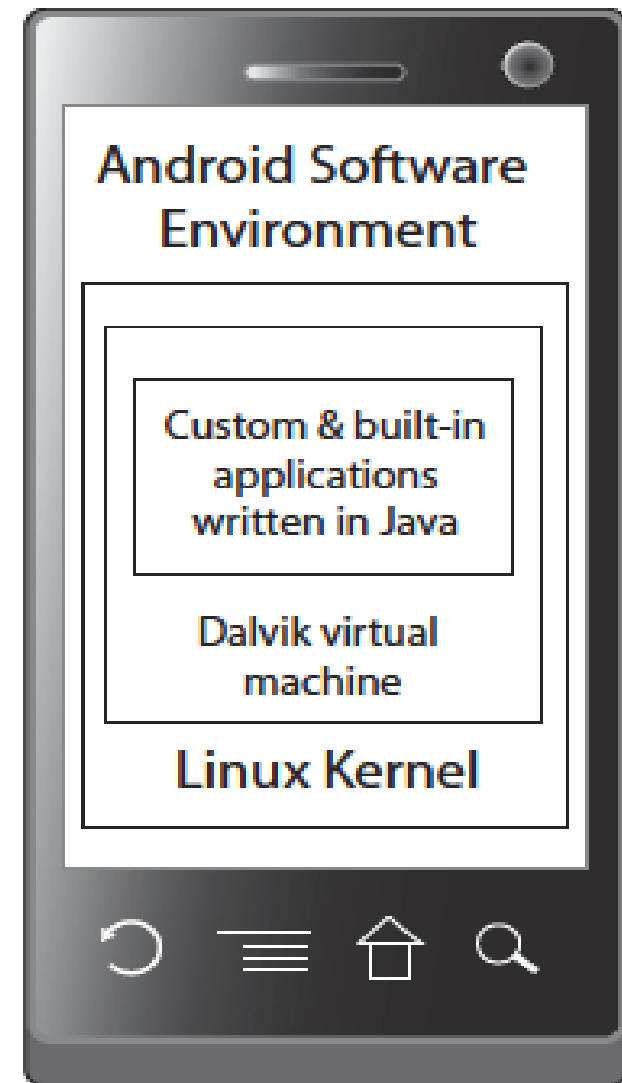 Android Software
Environment
Custom & built-in
applications
written in Java
Dalvik virtual
machine
Linux Kernel